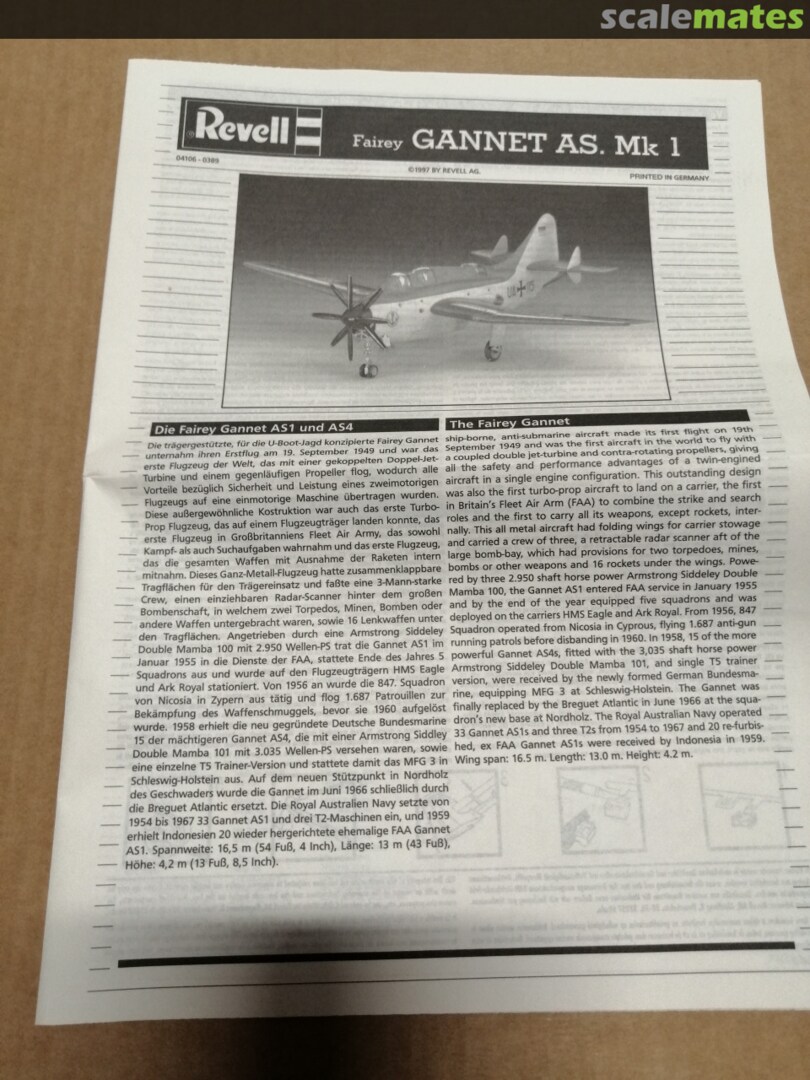 scalemates
Revell
Fairey GANNET AS. Mk 1
04106 - 0389
©1997 BY REVELL AG.
PRINTED IN GERMANY
Die Fairey Gannet AS1 und AS4
Die trägergestützte, für die U-Boot-Jagd konzipierte Fairey Gannet
unternahm ihren Erstflug am 19. September 1949 und war das
erste Flugzeug der Welt, das mit einer gekoppelten Doppel-Jet-
Turbine und einem gegenläufigen Propeller flog, wodurch alle
Vorteile bezüglich Sicherheit und Leistung eines zweimotorigen
Flugzeugs auf eine einmotorige Maschine übertragen wurden.
Diese außergewöhnliche Kostruktion war auch das erste Turbo-
Prop Flugzeug, das auf einem Flugzeugträger landen konnte, das
erste Flugzeug in Großbritanniens Fleet Air Army, das sowohl
Kampf- als auch Suchaufgaben wahrnahm und das erste Flugzeug,
das die gesamten Waffen mit Ausnahme der Raketen intern
mitnahm. Dieses Ganz-Metall-Flugzeug hatte zusammenklappbare
Tragflächen für den Trägereinsatz und faßte eine 3-Mann-starke
Crew, einen einziehbaren Radar-Scanner hinter dem großen
Bombenschaft, in welchem zwei Torpedos, Minen, Bomben oder
andere Waffen untergebracht waren, sowie 16 Lenkwaffen unter
den Tragflächen. Angetrieben durch eine Armstrong Siddeley
Double Mamba 100 mit 2.950 Wellen-PS trat die Gannet AS1 im
Januar 1955 in die Dienste der FAA, stattete Ende des Jahres 5
Squadrons aus und wurde auf den Flugzeugträgern HMS Eagle
und Ark Royal stationiert. Von 1956 an wurde die 847. Squadron
von Nicosia in Zypern aus tätig und flog 1.687 Patrouillen zur
Bekämpfung des Waffenschmuggels, bevor sie 1960 aufgelöst
wurde. 1958 erhielt die neu gegründete Deutsche Bundesmarine
15 der mächtigeren Gannet AS4, die mit einer Armstrong Siddley
Double Mamba 101 mit 3.035 Wellen-PS versehen waren, sowie
eine einzelne T5 Trainer-Version und stattete damit das MFG 3 in
Schleswig-Holstein aus. Auf dem neuen Stützpunkt in Nordholz
des Geschwaders wurde die Gannet im Juni 1966 schließlich durch
die Breguet Atlantic ersetzt. Die Royal Australien Navy setzte von
1954 bis 1967 33 Gannet AS1 und drei T2-Maschinen ein, und 1959
erhielt Indonesien 20 wieder hergerichtete ehemalige FAA Gannet
AS1. Spannweite: 16,5 m (54 Fuß, 4 Inch), Länge: 13 m (43 Fuß),
Höhe: 4,2 m (13 Fuß, 8,5 Inch).
The Fairey Gannet
ship-borne, anti-submarine aircraft made its first flight on 19th
September 1949 and was the first aircraft in the world to fly with
a coupled double jet-turbine and contra-rotating propellers, giving
all the safety and performance advantages of a twin-engined
aircraft in a single engine configuration. This outstanding design
was also the first turbo-prop aircraft to land on a carrier, the first
in Britain's Fleet Air Arm (FAA) to combine the strike and search
roles and the first to carry all its weapons, except rockets, inter-
nally. This all metal aircraft had folding wings for carrier stowage
and carried a crew of three, a retractable radar scanner aft of the
large bomb-bay, which had provisions for two torpedoes, mines,
bombs or other weapons and 16 rockets under the wings. Powe-
red by three 2.950 shaft horse power Armstrong Siddeley Double
Mamba 100, the Gannet AS1 entered FAA service in January 1955
and by the end of the year equipped five squadrons and was
deployed on the carriers HMS Eagle and Ark Royal. From 1956, 847
Squadron operated from Nicosia in Cyprous, flying 1.687 anti-gun
running patrols before disbanding in 1960. In 1958, 15 of the more
powerful Gannet AS4s, fitted with the 3,035 shaft horse power
Armstrong Siddeley Double Mamba 101, and single T5 trainer
version, were received by the newly formed German Bundesma-
rine, equipping MFG 3 at Schleswig-Holstein. The Gannet was
finally replaced by the Breguet Atlantic in June 1966 at the squa-
dron's new base at Nordholz. The Royal Australian Navy operated
33 Gannet AS1s and three T2s from 1954 to 1967 and 20 re-furbis-
hed, ex FAA Gannet AS1s were received by Indonesia in 1959.
Wing span: 16.5 m. Length: 13.0 m. Height: 4.2 m.